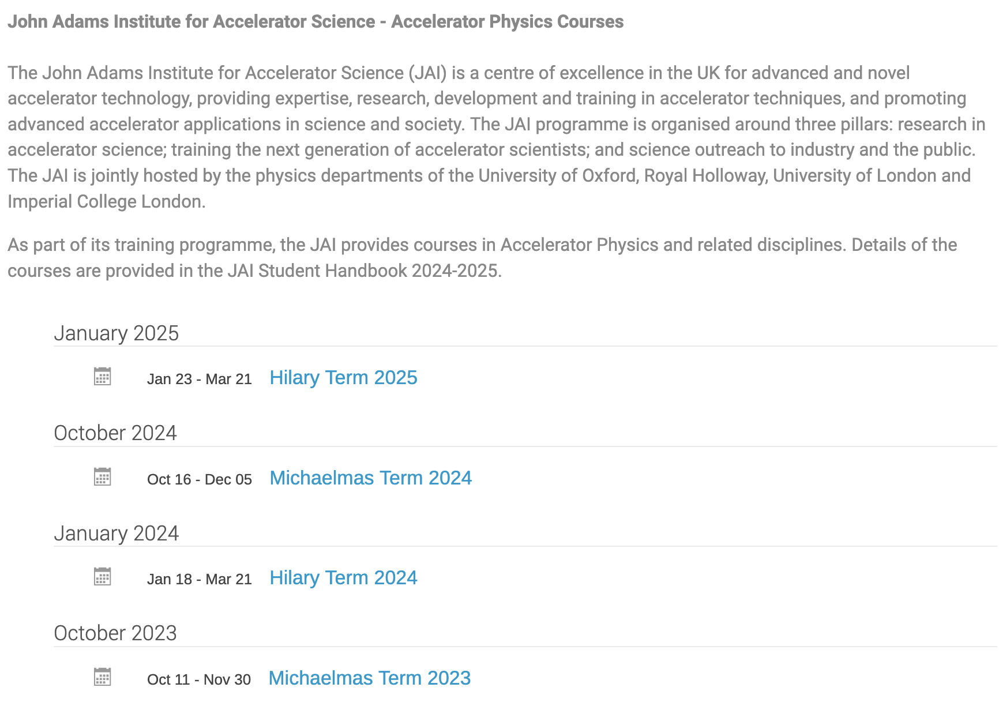 John Adams Institute for Accelerator Science - Accelerator Physics Courses
The John Adams Institute for Accelerator Science (JAI) is a centre of excellence in the UK for advanced and novel
accelerator technology, providing expertise, research, development and training in accelerator techniques, and promoting
advanced accelerator applications in science and society. The JAI programme is organised around three pillars: research in
accelerator science; training the next generation of accelerator scientists; and science outreach to industry and the public.
The JAI is jointly hosted by the physics departments of the University of Oxford, Royal Holloway, University of London and
Imperial College London.
As part of its training programme, the JAI provides courses in Accelerator Physics and related disciplines. Details of the
courses are provided in the JAI Student Handbook 2024-2025.
January 2025
Jan 23 - Mar 21 Hilary Term 2025
October 2024
Oct 16 - Dec 05 Michaelmas Term 2024
January 2024
Jan 18 - Mar 21 Hilary Term 2024
October 2023
Oct 11 - Nov 30 Michaelmas Term 2023